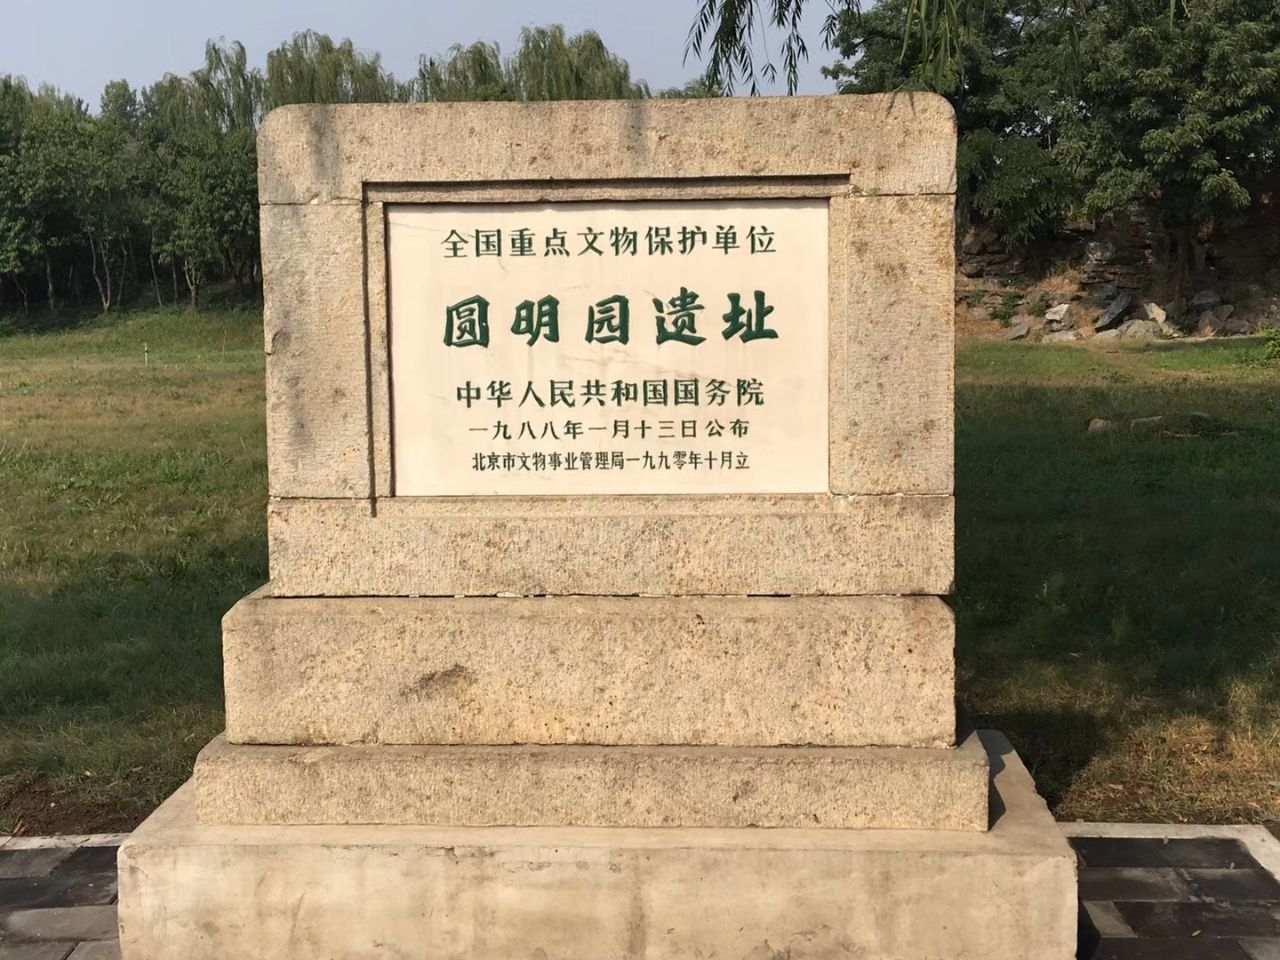 全国重点文物保护单位
圆明园遗址
中华人民共和国国务院
一九八八年一月十三日公布
北京市文物事业管理局一九九零年十月立